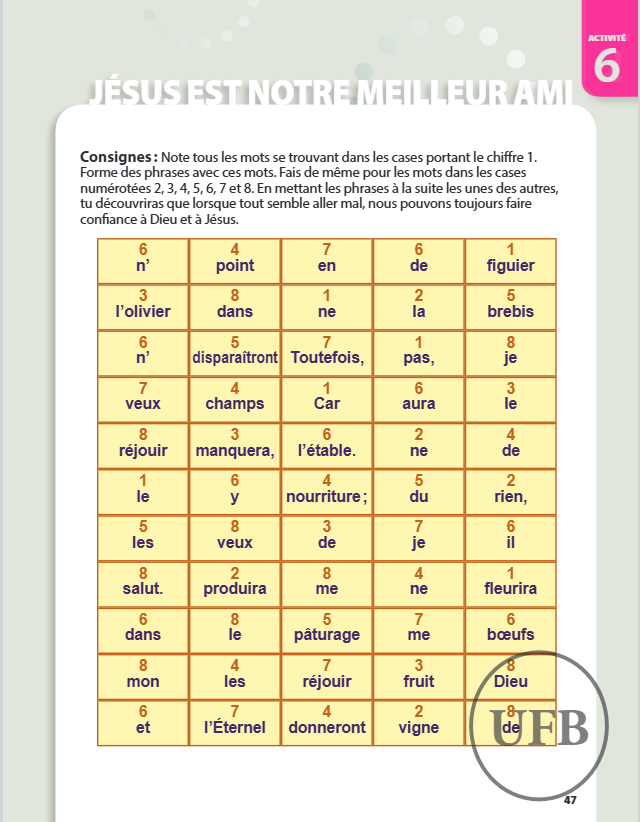 ACTIVITÉ
6
JÉSUS EST NOTRE MEILLEUR AMI
Consignes : Note tous les mots se trouvant dans les cases portant le chiffre 1.
Forme des phrases avec ces mots. Fais de même pour les mots dans les cases
numérotées 2, 3, 4, 5, 6, 7 et 8. En mettant les phrases à la suite les unes des autres,
tu découvriras que lorsque tout semble aller mal, nous pouvons toujours faire
confiance à Dieu et à Jésus.
6 4 7 6 1
n’ point en de figuier
3 8 1 2 5
l’olivier dans ne la brebis
6 5 7 1 8
n’ disparaîtront Toutefois, pas, je
7 4 1 6 3
veux champs Car aura le
8 3 6 2 4
réjouir manquera, l’étable. ne de
1 6 4 5 2
le y nourriture ; du rien,
5 8 3 7 6
les veux de je il
8 2 8 4 1
salut. produira me ne fleurira
6 8 5 7 6
dans le pâturage me bœufs
8 4 7 3 8
mon les réjouir fruit Dieu
6 7 4 2 8
et l’Éternel donneront vigne de
UFB
47